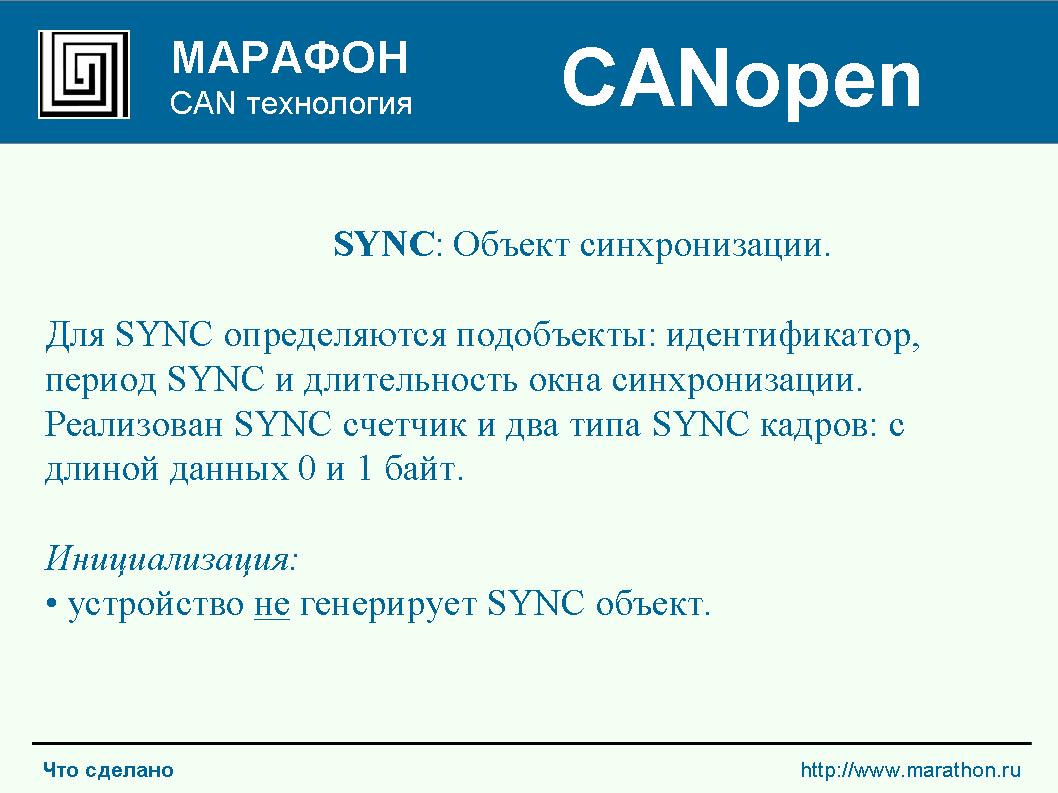 МАРАФОН
CAN технология
CANopen
SYNC: Объект синхронизации.
Для SYNC определяются подобъекты: идентификатор,
период SYNC и длительность окна синхронизации.
Реализован SYNC счетчик и два типа SYNC кадров: с
длиной данных 0 и 1 байт.
Инициализация:
• устройство не генерирует SYNC объект.
Что сделано
http://www.marathon.ru